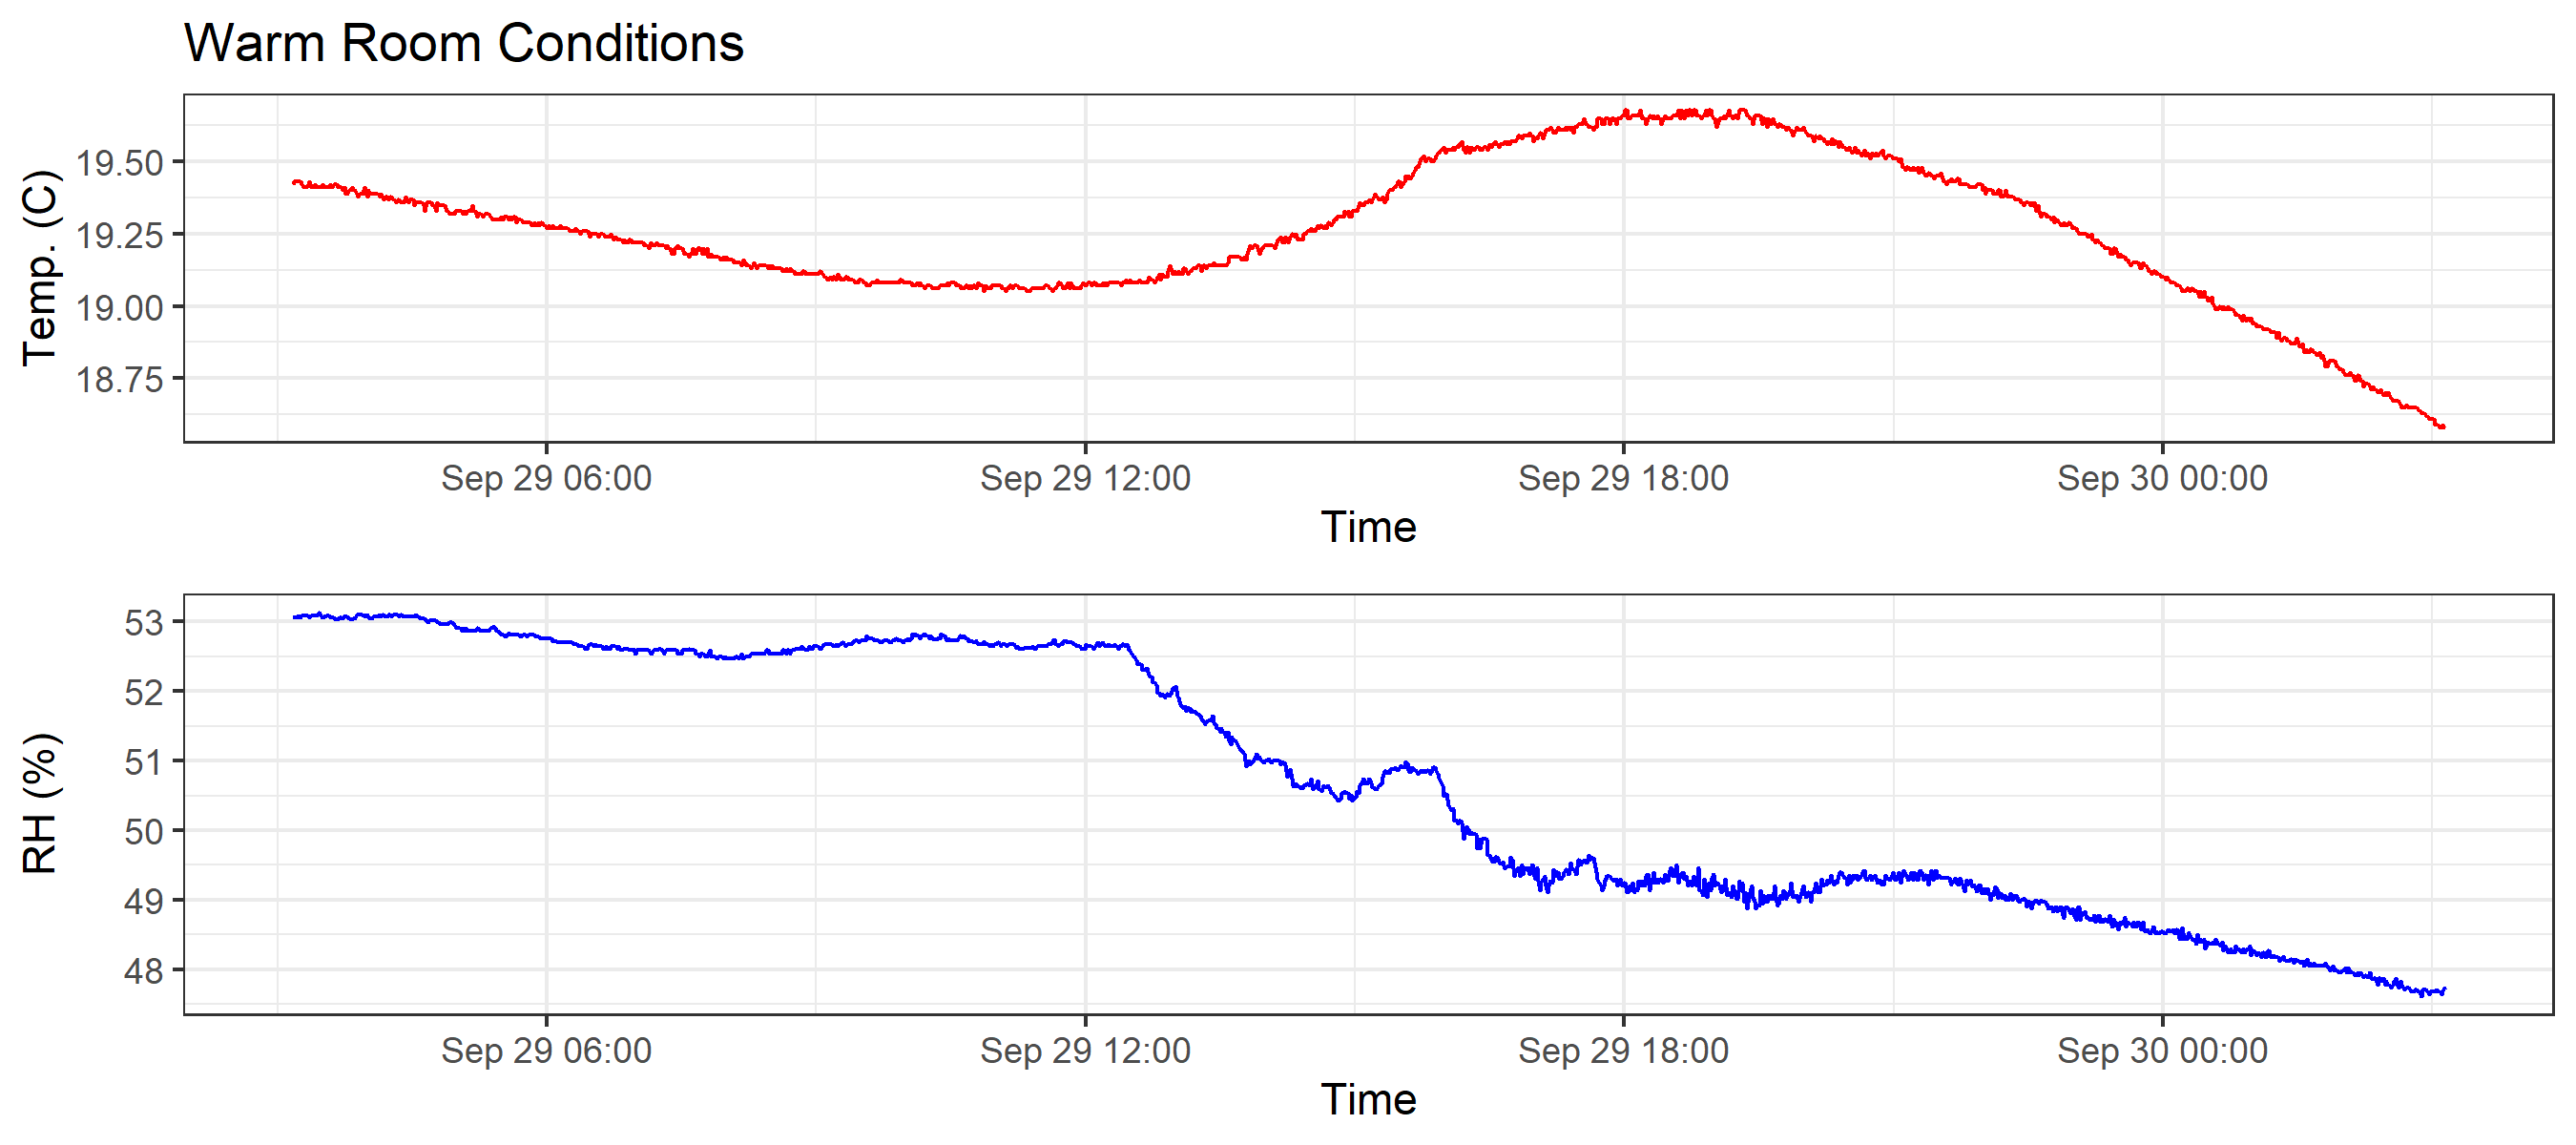 Warm Room Conditions
Temp. (C)
19.50
19.25
19.00
18.75
Sep 29 06:00 Sep 29 12:00 Sep 29 18:00 Sep 30 00:00
Time
RH (%)
53
52
51
50
49
48
Sep 29 06:00 Sep 29 12:00 Sep 29 18:00 Sep 30 00:00
Time